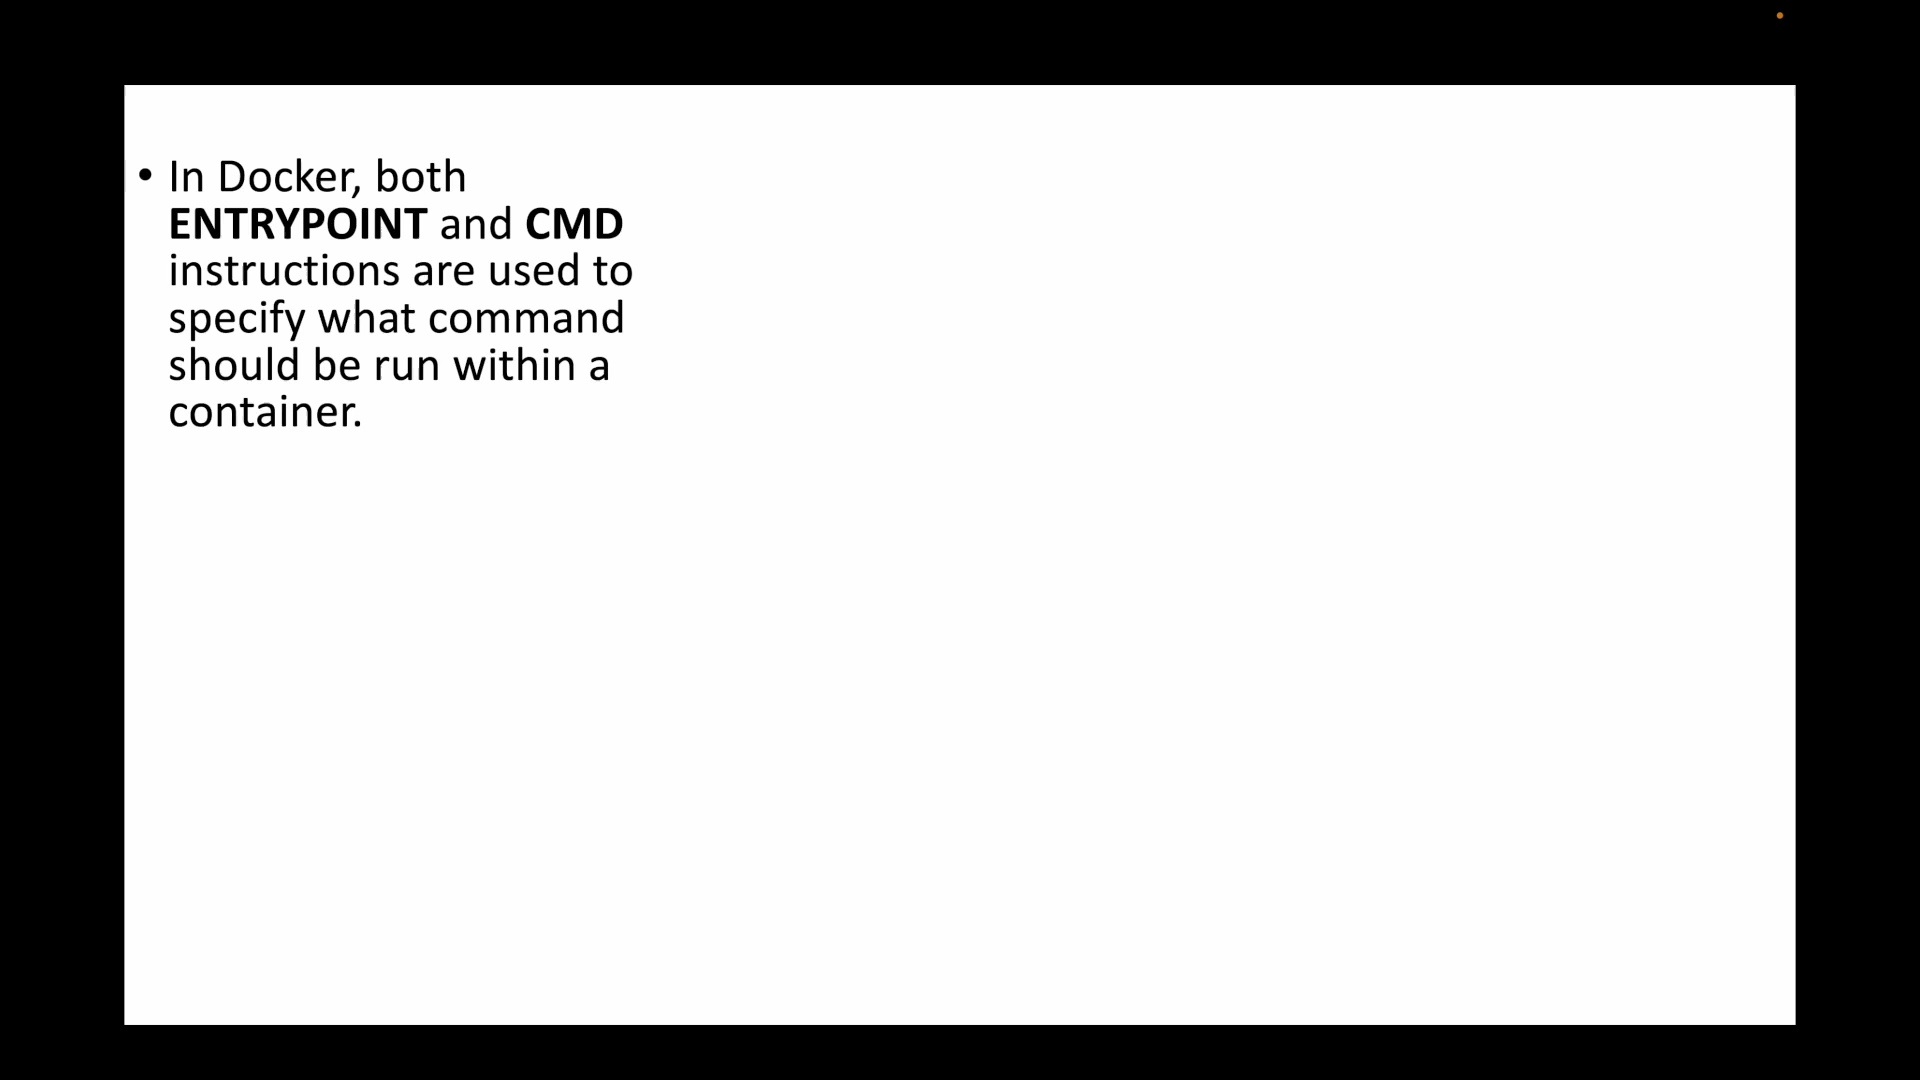 • In Docker, both
ENTRYPOINT and CMD
instructions are used to
specify what command
should be run within a
container.